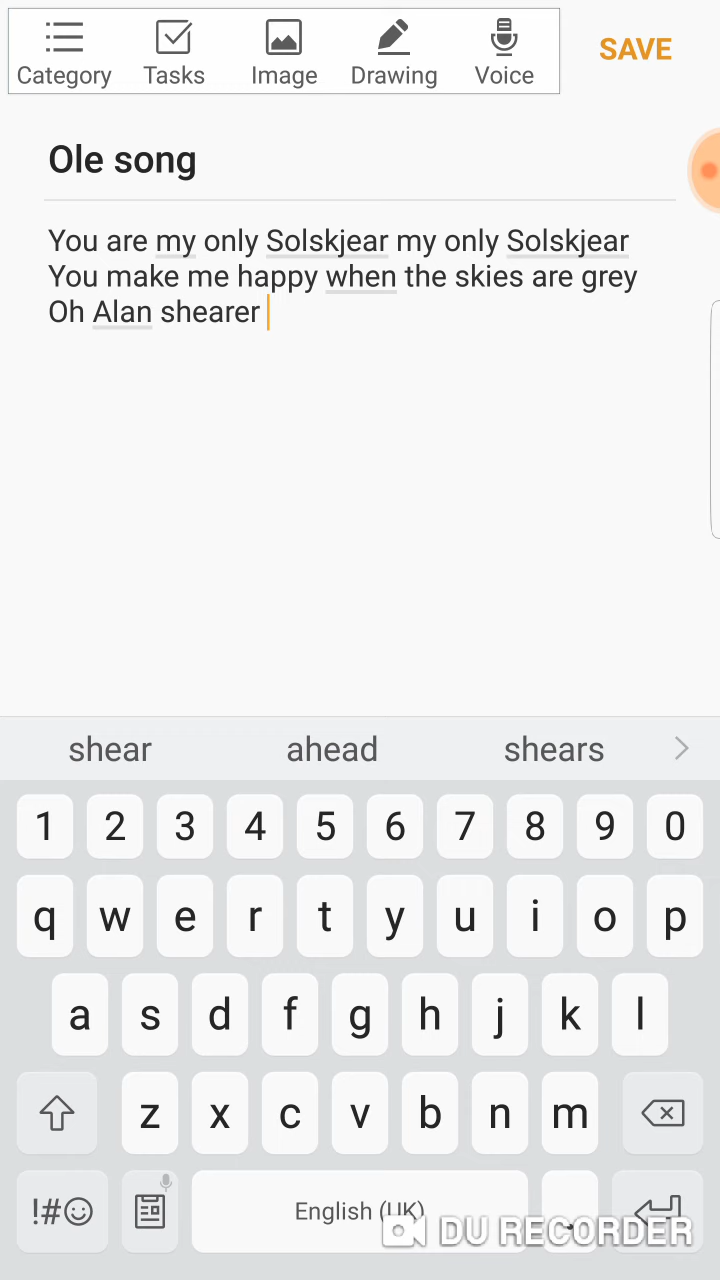 Category Tasks Image Drawing Voice SAVE
Ole song
You are my only Solskjear my only Solskjear
You make me happy when the skies are grey
Oh Alan shearer
shear ahead shears
1 2 3 4 5 6 7 8 9 0
q w e r t y u i o p
a s d f g h j k l
z x c v b n m
!#☺ English (UK) .
DU RECORDER